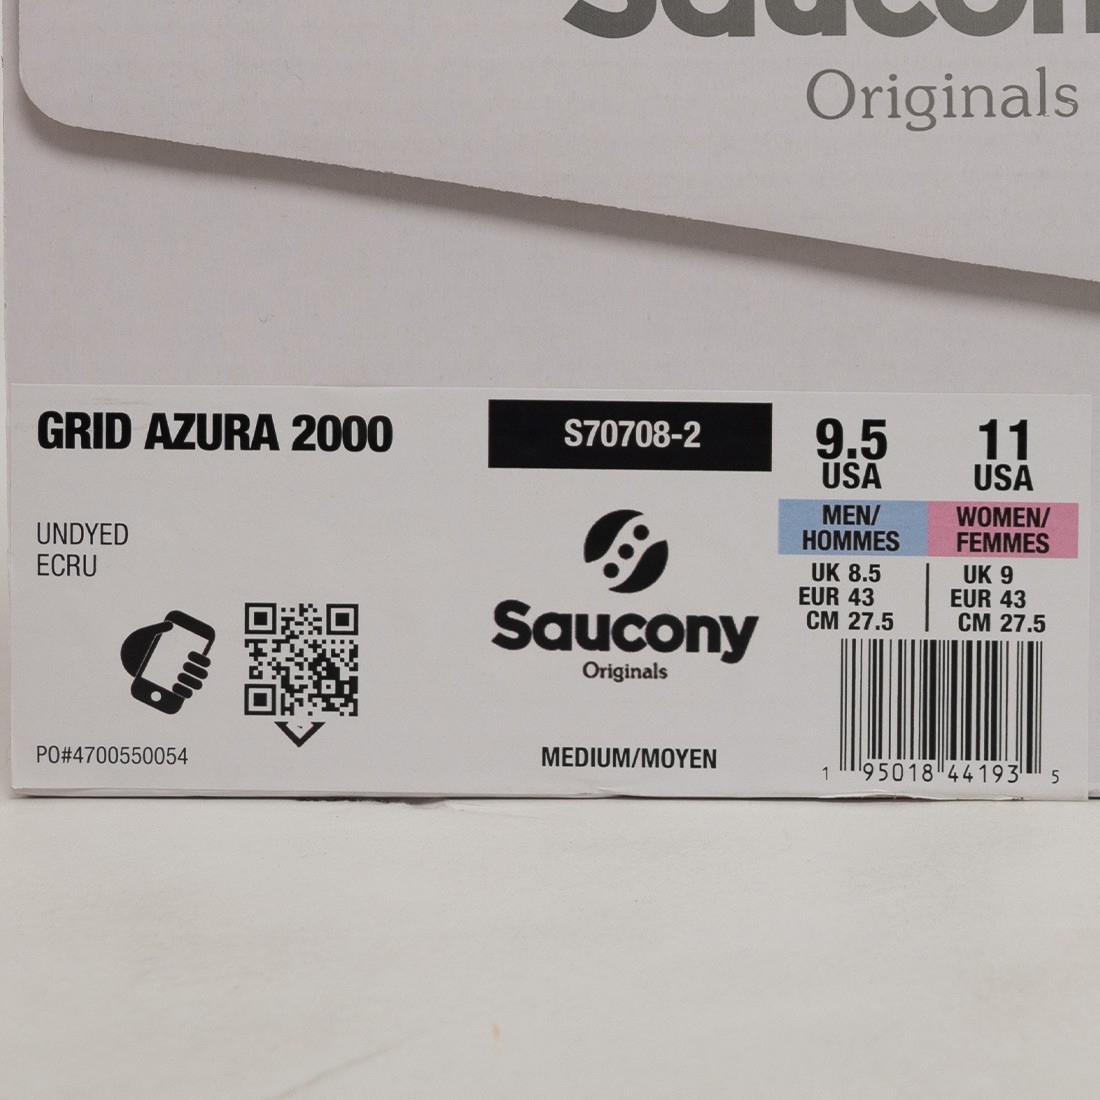 Saucon
Originals
GRID AZURA 2000
UNDYED
ECRU
PO#4700550054
S70708-2
Saucony
Originals
MEDIUM/MOYEN
9.5 11
USA USA
MEN/ WOMEN/
HOMMES FEMMES
UK 8.5 UK 9
EUR 43 EUR 43
CM 27.5 CM 27.5
1 95018 44193 5